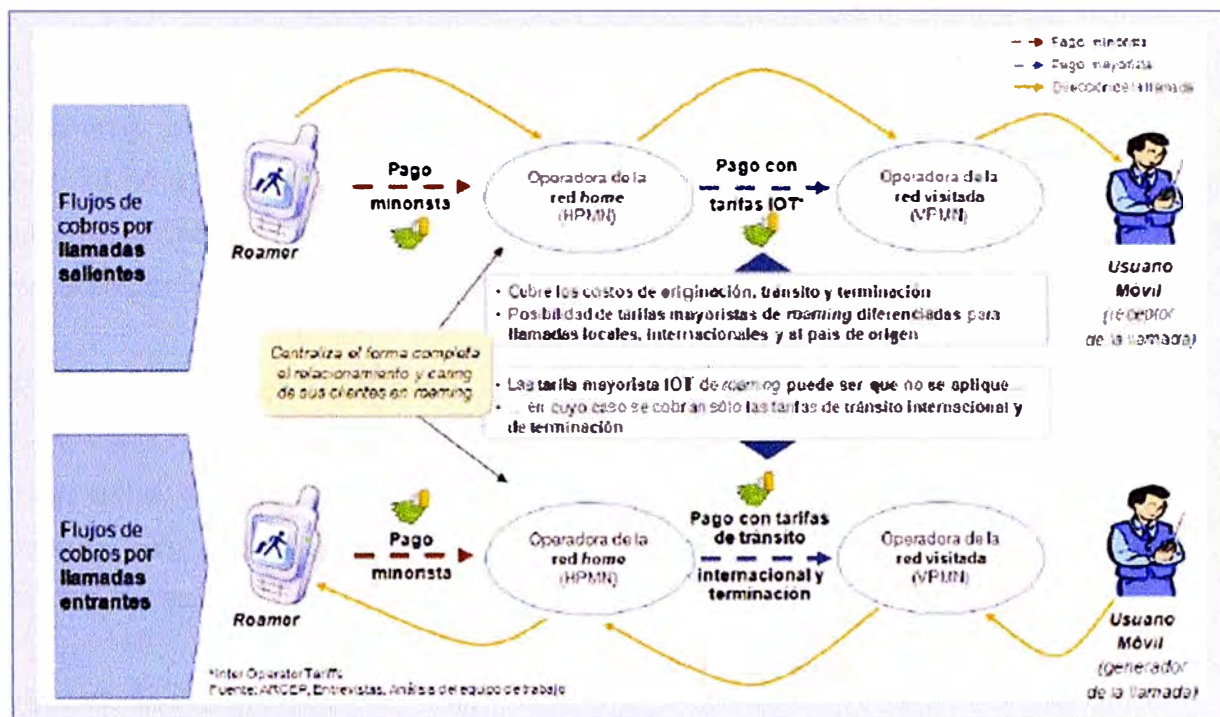 Pago minorista
Pago mayorista
Dirección de la llamada
Flujos de
cobros por
llamadas
salientes
Roamer
Pago
minorista
Operadora de la
red home
(HPMN)
Pago con
tarifas IOT*
Operadora de la
red visitada
(VPMN)
Usuario
Móvil
(receptor
de la llamada)
• Cubre los costos de originación, tránsito y terminación
• Posibilidad de tarifas mayoristas de roaming diferenciadas para
llamadas locales, internacionales y al país de origen
Centraliza el forma completa
el relacionamiento y caring
de sus clientes en roaming
• Las tarifa mayorista IOT de roaming puede ser que no se aplique ...
• ... en cuyo caso se cobran sólo las tarifas de tránsito internacional y
de terminación
Flujos de
cobros por
llamadas
entrantes
Roamer
Pago
minorista
Operadora de la
red home
(HPMN)
Pago con tarifas
de tránsito
internacional y
terminación
Operadora de la
red visitada
(VPMN)
Usuario
Móvil
(generador
de la llamada)
*Inter Operator Tariffs
Fuente: ARCEP, Entrevistas, Análisis del equipo de trabajo